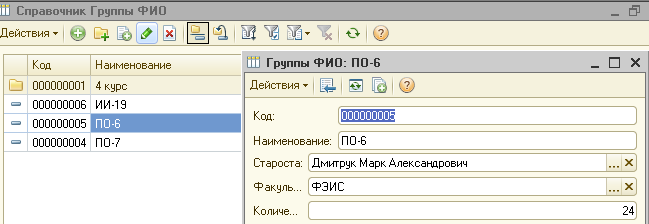 Справочник Группы ФИО
Действия
Код Наименование
000000001 4 курс
000000006 ИИ-19
000000005 ПО-6
000000004 ПО-7
Группы ФИО: ПО-6
Действия
Код: 000000005
Наименование: ПО-6
Староста: Дмитрук Марк Александрович ...
Факуль... ФЭИС ...
Количе... 24